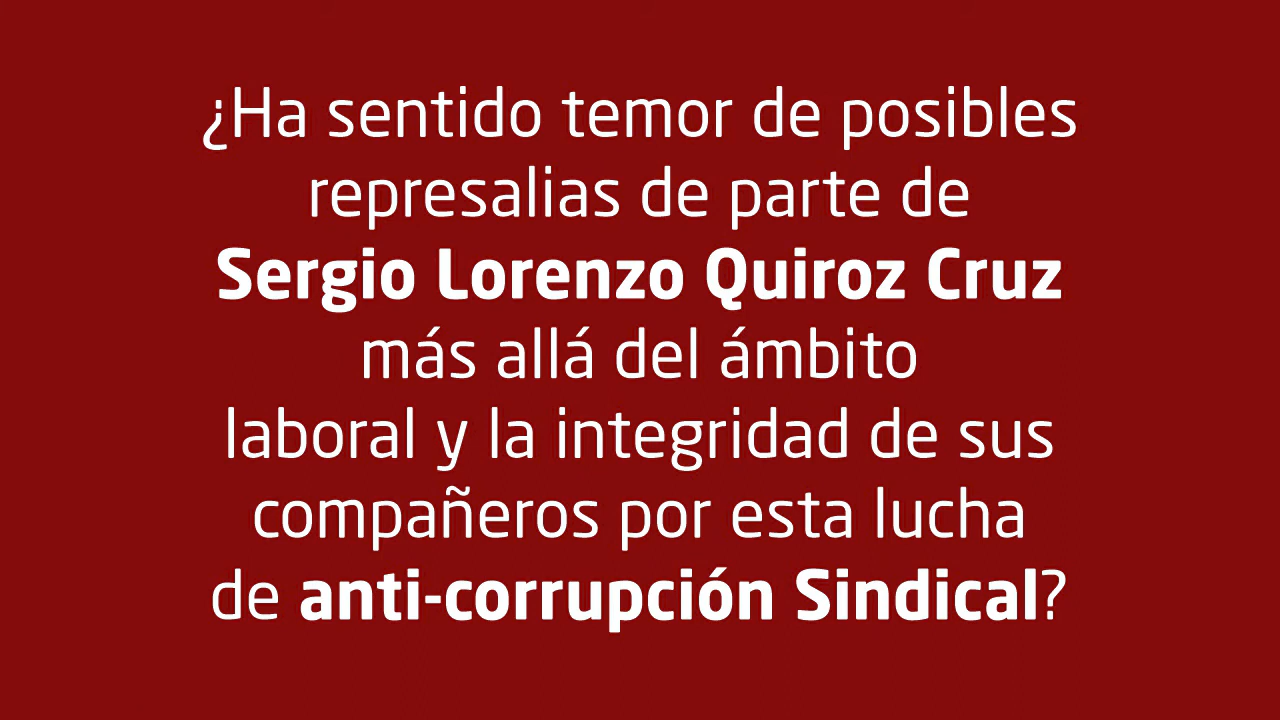 ¿Ha sentido temor de posibles
represalias de parte de
Sergio Lorenzo Quiroz Cruz
más allá del ámbito
laboral y la integridad de sus
compañeros por esta lucha
de anti-corrupción Sindical?